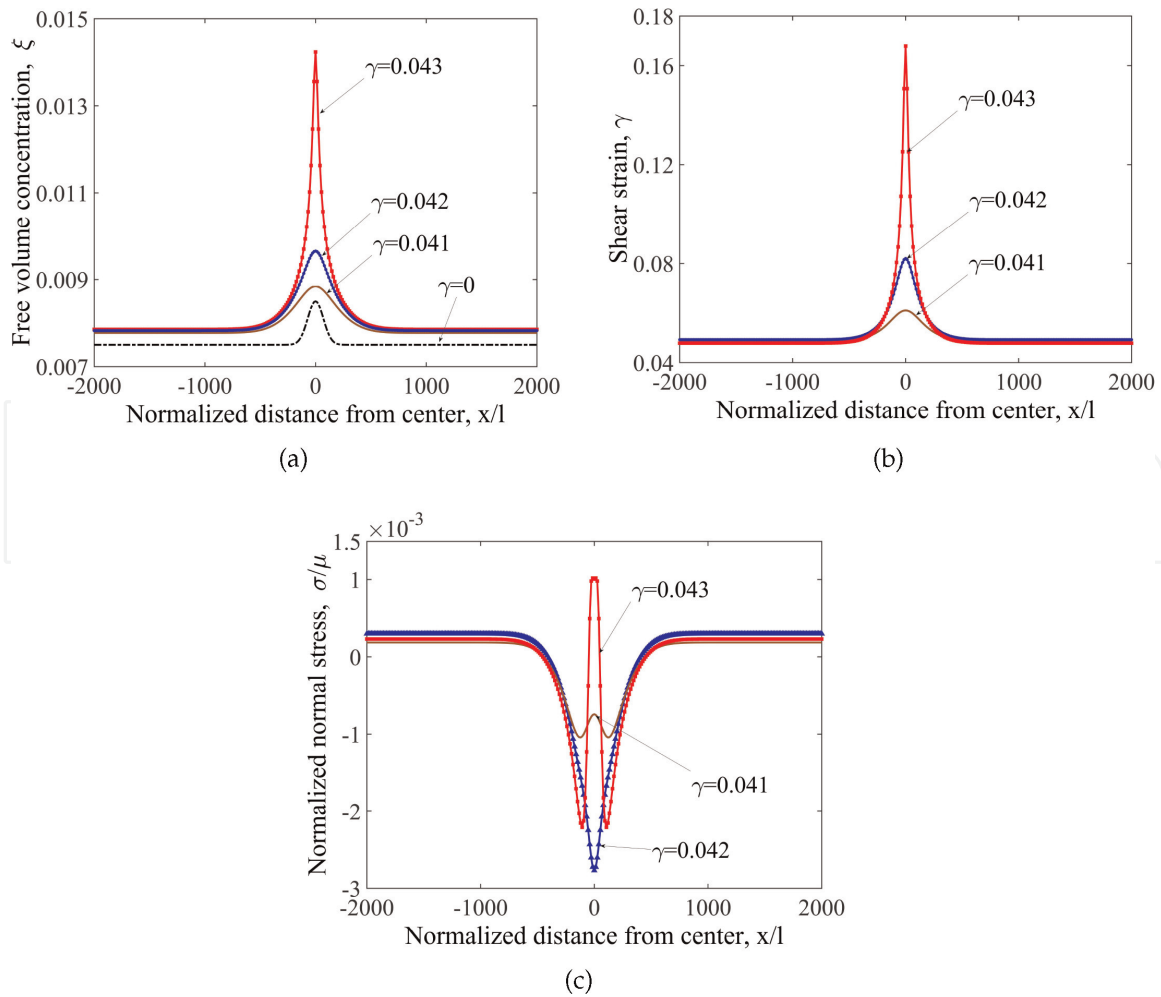 0.015
0.013
0.011
0.009
0.007
Free volume concentration, ξ
γ=0.043
γ=0.042
γ=0.041
γ=0
-2000 -1000 0 1000 2000
Normalized distance from center, x/l
(a)
0.18
0.16
0.12
0.08
0.04
Shear strain, γ
γ=0.043
γ=0.042
γ=0.041
-2000 -1000 0 1000 2000
Normalized distance from center, x/l
(b)
×10⁻³
1.5
1
0
-1
-2
-3
Normalized normal stress, σ/μ
γ=0.043
γ=0.041
γ=0.042
-2000 -1000 0 1000 2000
Normalized distance from center, x/l
(c)